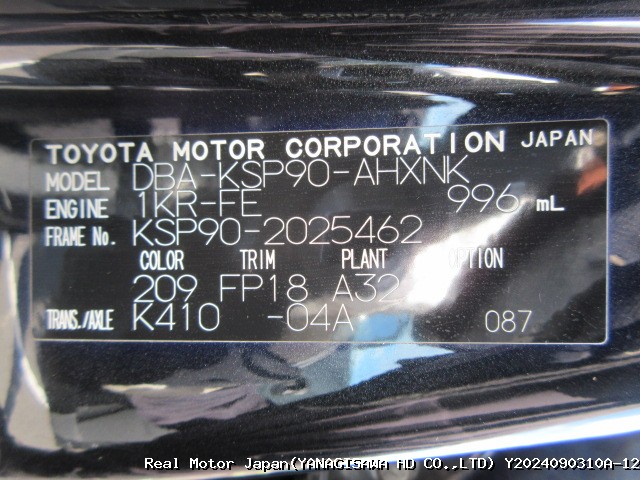 TOYOTA MOTOR CORPORATION JAPAN
MODEL DBA-KSP90-AHXNK
ENGINE 1KR-FE 996 mL
FRAME No. KSP90-2025462
COLOR TRIM PLANT OPTION
209 FP18 A32
TRANS./AXLE K410 -04A 087
Real Motor Japan(YANAGISAWA HD CO.,LTD) Y2024090310A-12